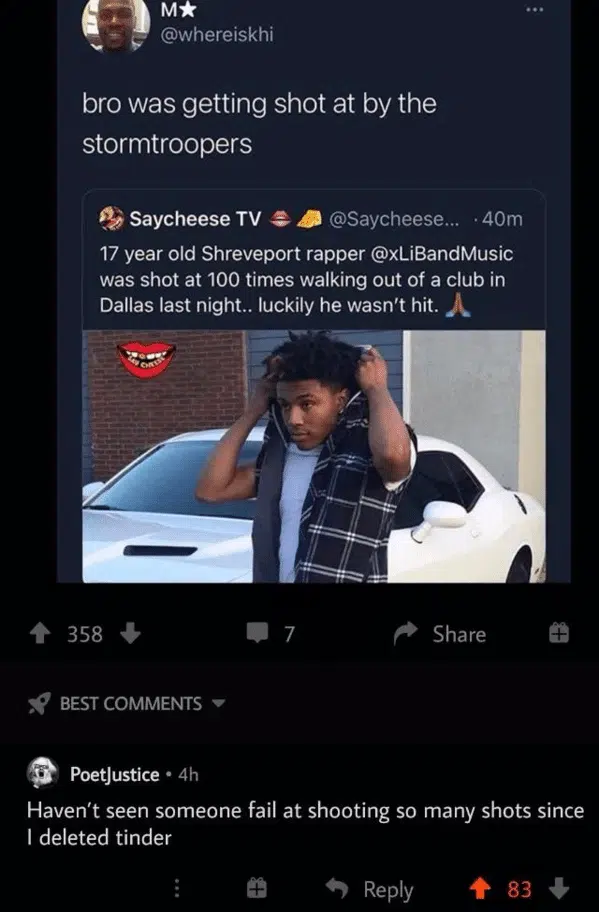 M★
@whereiskhi
bro was getting shot at by the
stormtroopers
Saycheese TV 👄 🧀 @Saycheese... · 40m
17 year old Shreveport rapper @xLiBandMusic
was shot at 100 times walking out of a club in
Dallas last night.. luckily he wasn't hit. 🙏🏾
SAY CHEESE
358
7
Share
BEST COMMENTS
PoetJustice • 4h
Haven't seen someone fail at shooting so many shots since
I deleted tinder
Reply
83